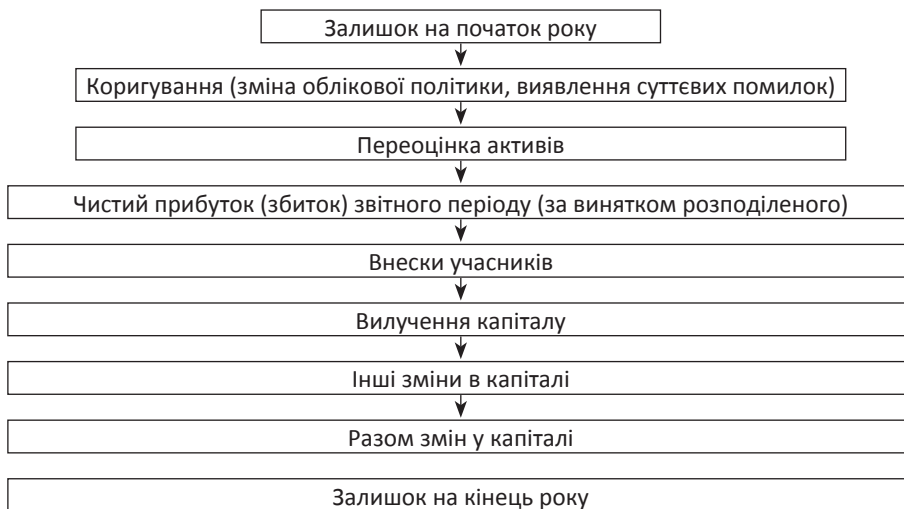 Залишок на початок року
Коригування (зміна облікової політики, виявлення суттєвих помилок)
Переоцінка активів
Чистий прибуток (збиток) звітного періоду (за винятком розподіленого)
Внески учасників
Вилучення капіталу
Інші зміни в капіталі
Разом змін у капіталі
Залишок на кінець року